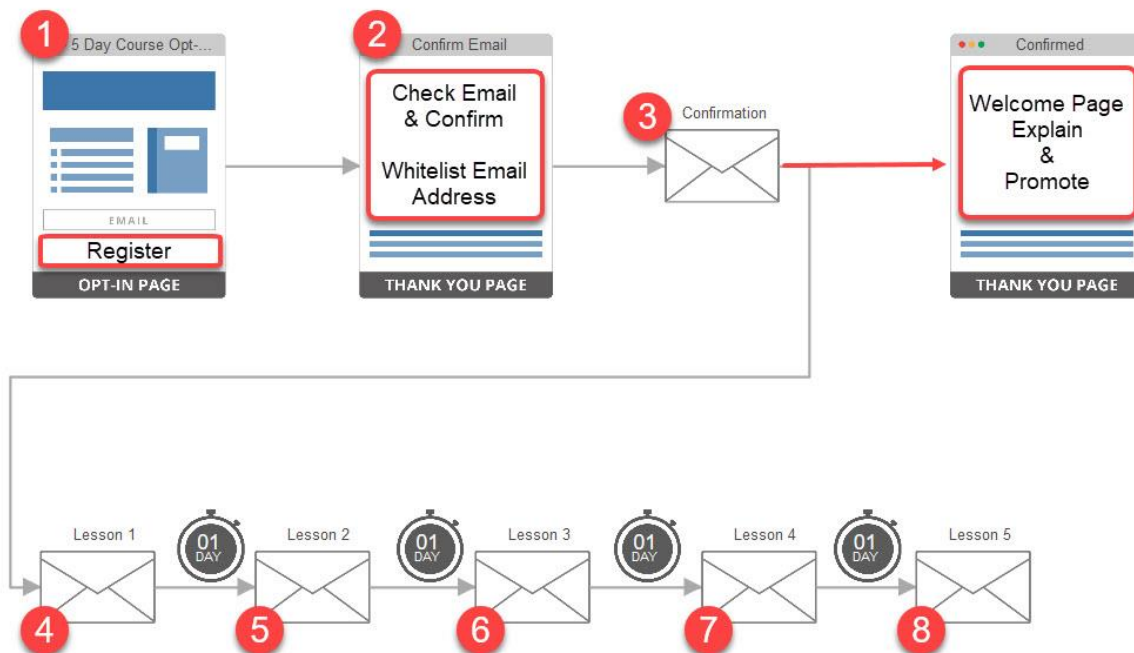 1
5 Day Course Opt-...
EMAIL
Register
OPT-IN PAGE
2
Confirm Email
Check Email
& Confirm
Whitelist Email
Address
THANK YOU PAGE
3
Confirmation
Confirmed
Welcome Page
Explain
&
Promote
THANK YOU PAGE
Lesson 1
4
01
DAY
Lesson 2
5
01
DAY
Lesson 3
6
01
DAY
Lesson 4
7
01
DAY
Lesson 5
8